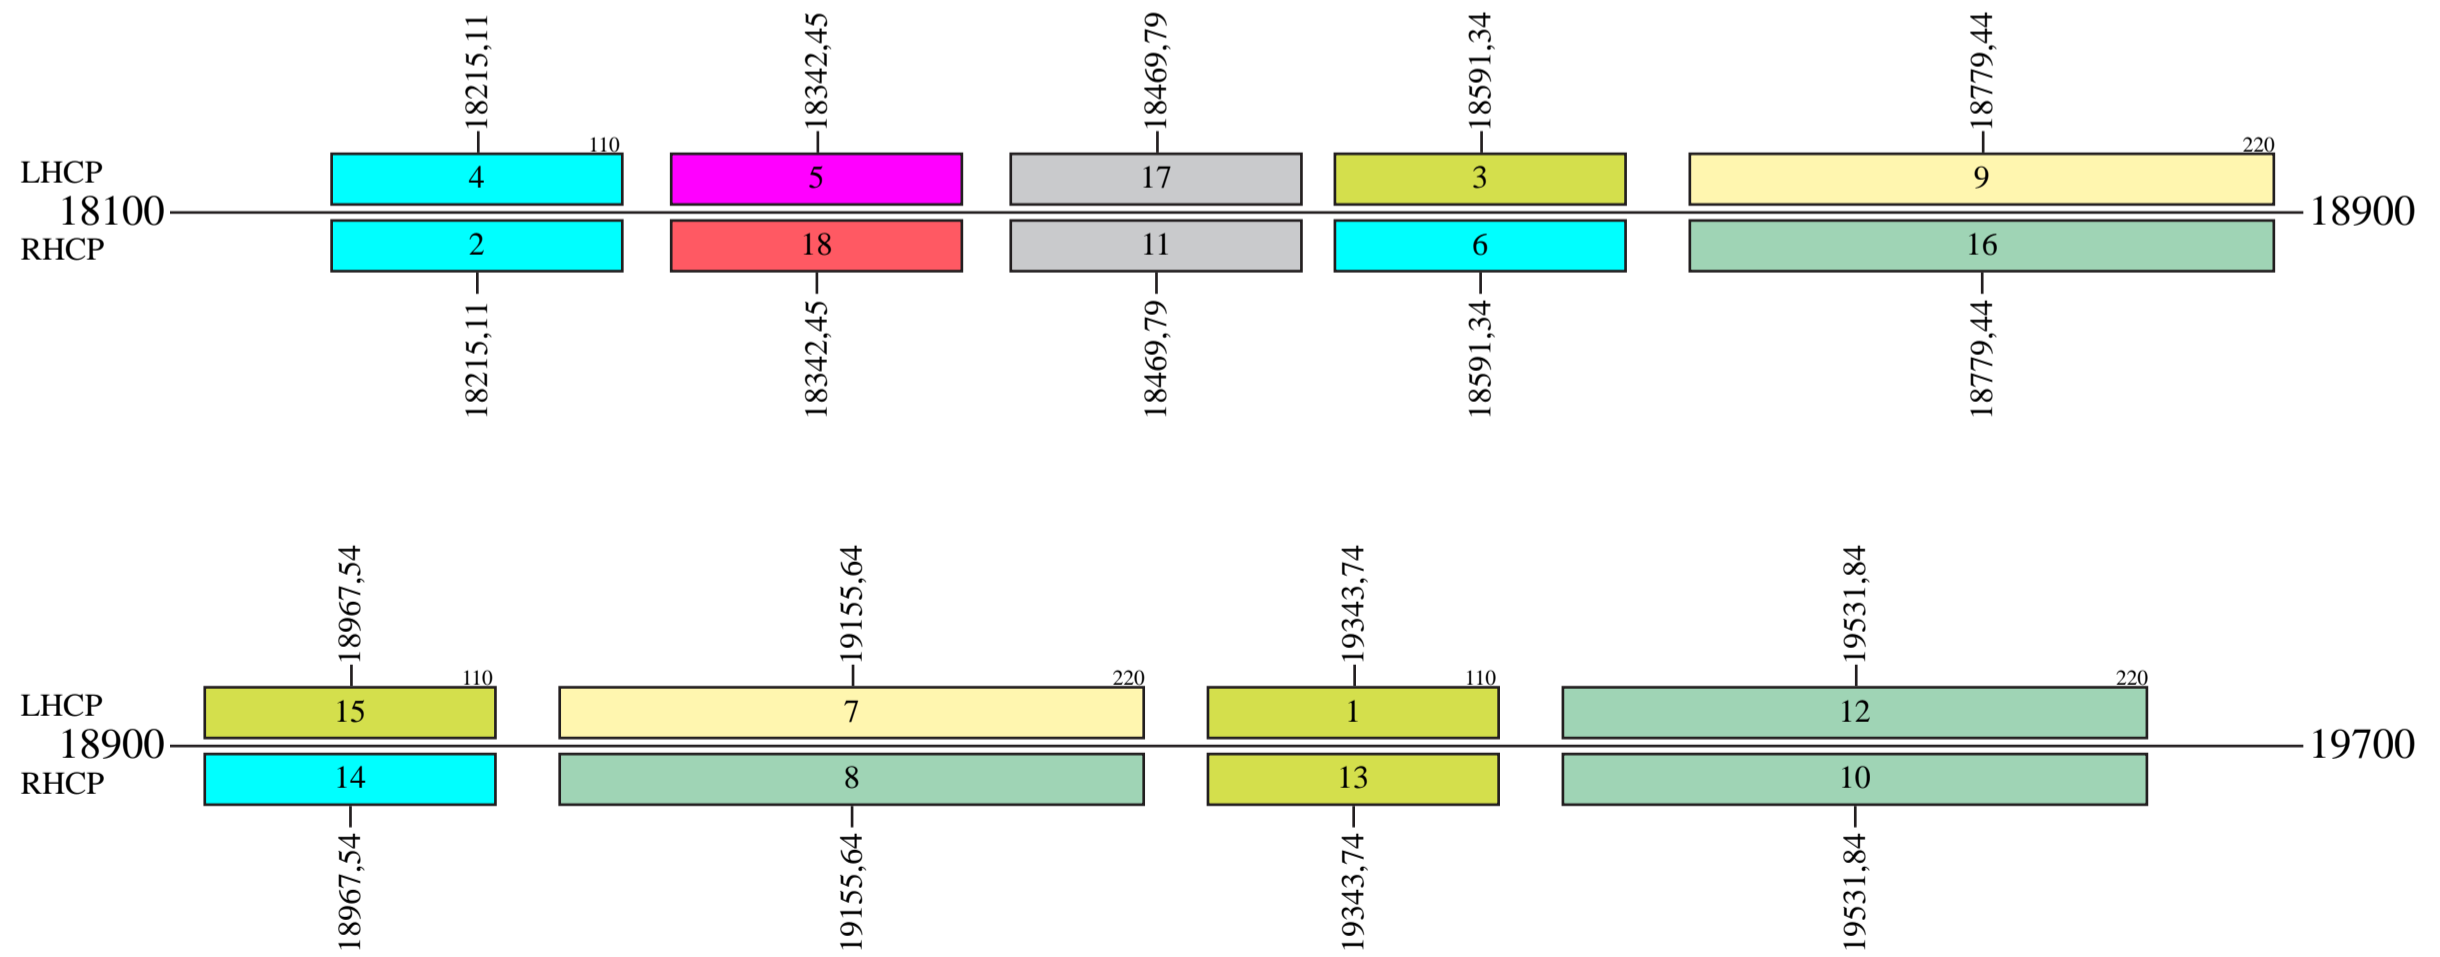 18215,11 18342,45 18469,79 18591,34 18779,44
110 220
LHCP 4 5 17 3 9
18100 18900
RHCP 2 18 11 6 16
18215,11 18342,45 18469,79 18591,34 18779,44
18967,54 19155,64 19343,74 19531,84
110 220 110 220
LHCP 15 7 1 12
18900 19700
RHCP 14 8 13 10
18967,54 19155,64 19343,74 19531,84